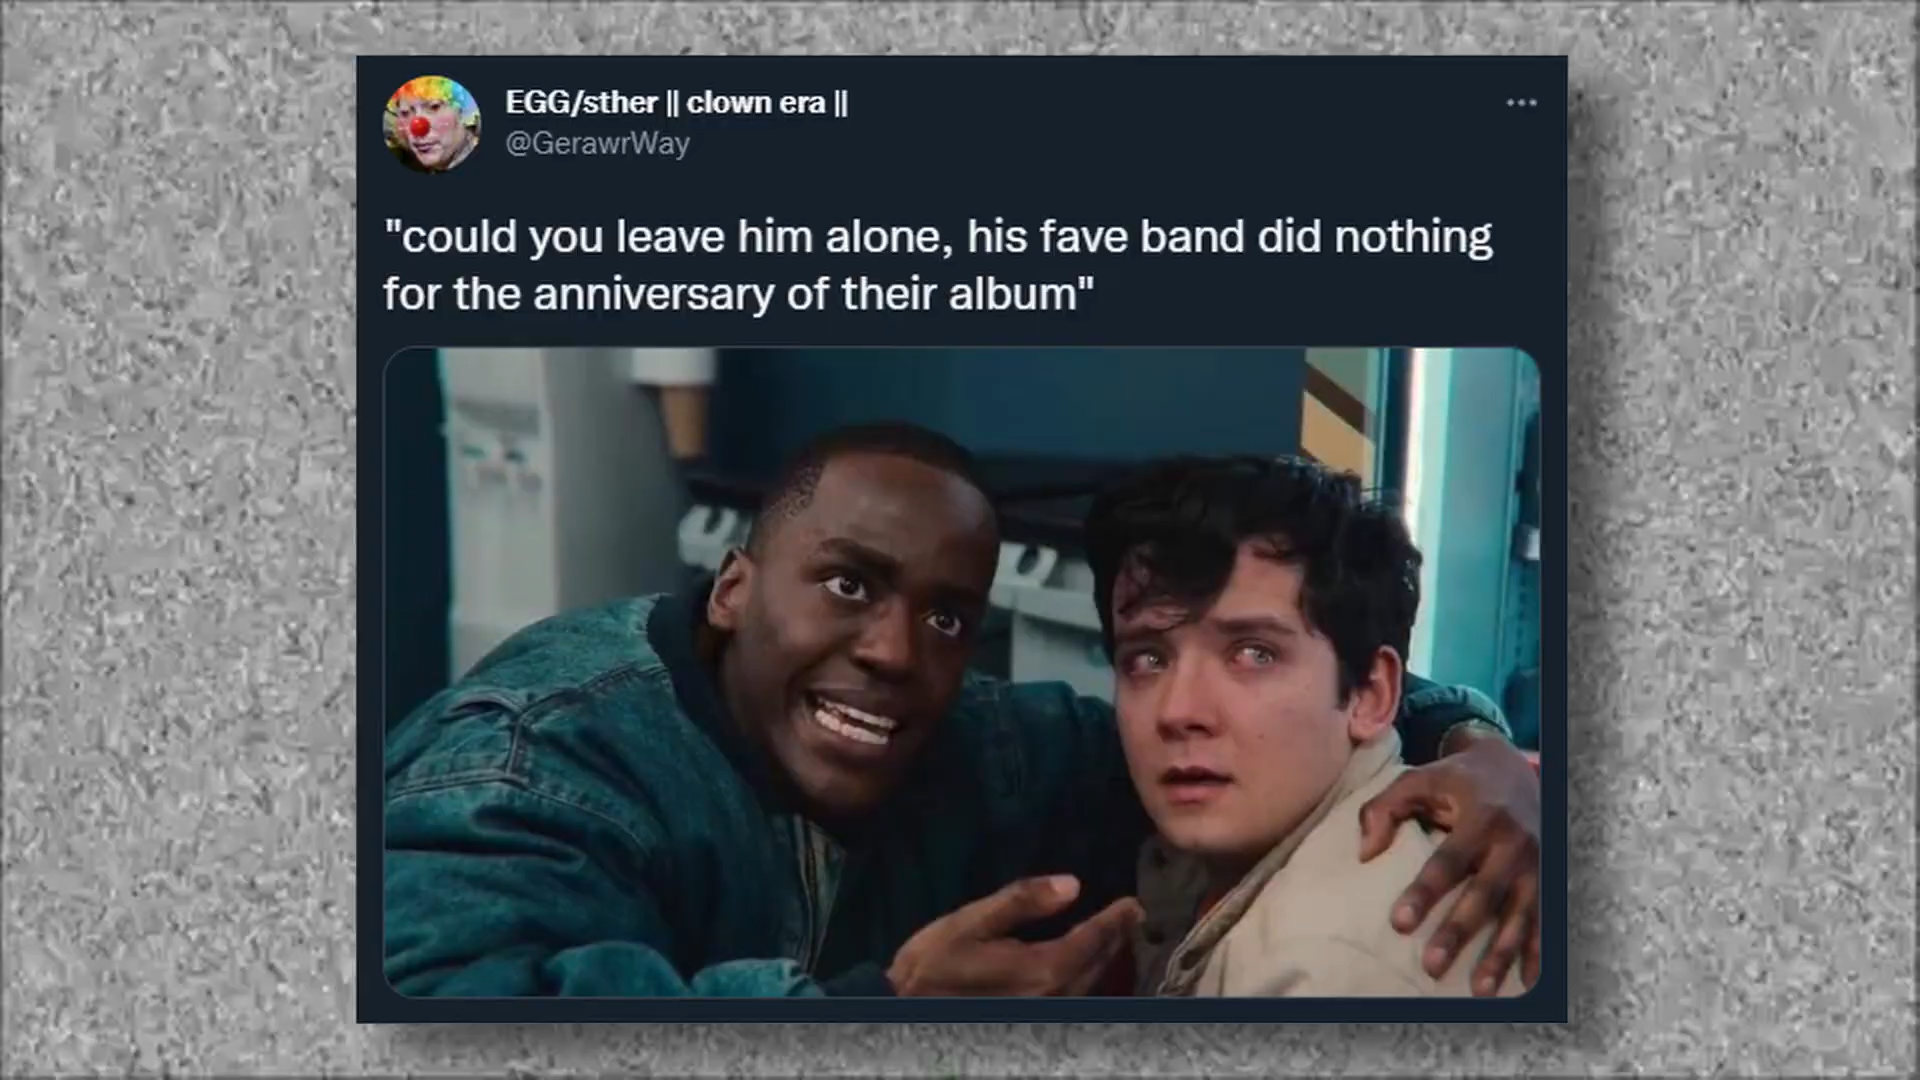 EGG/sther || clown era ||
@GerawrWay
"could you leave him alone, his fave band did nothing
for the anniversary of their album"